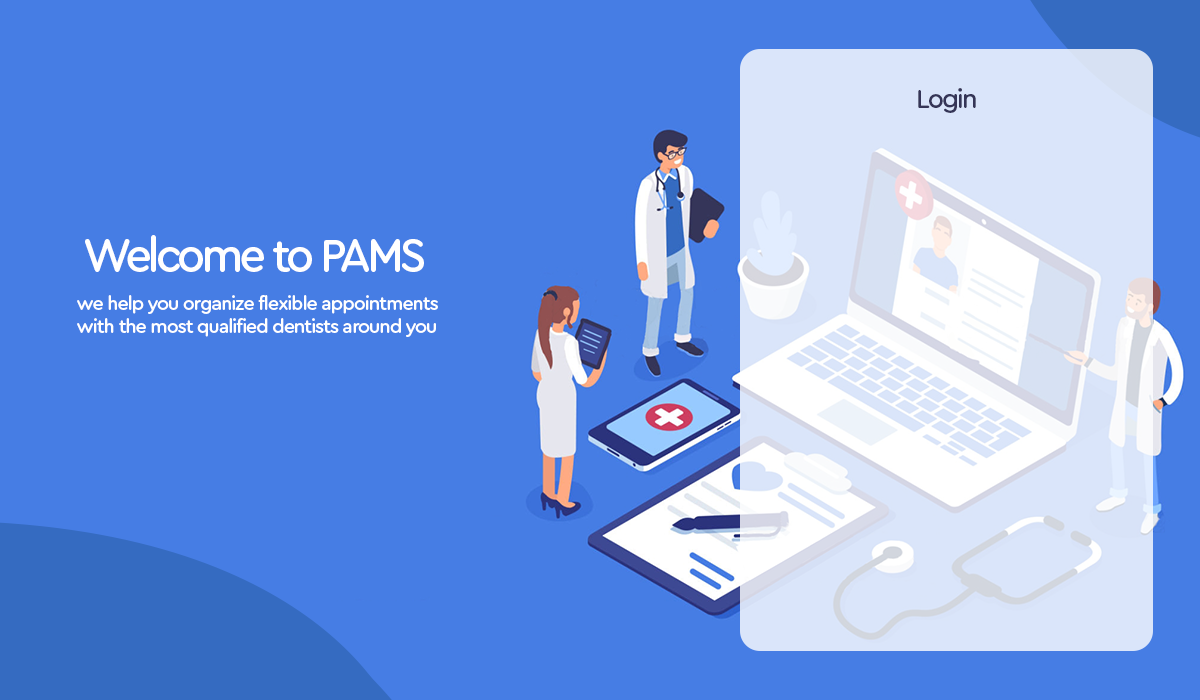 Login
Welcome to PAMS
we help you organize flexible appointments
with the most qualified dentists around you